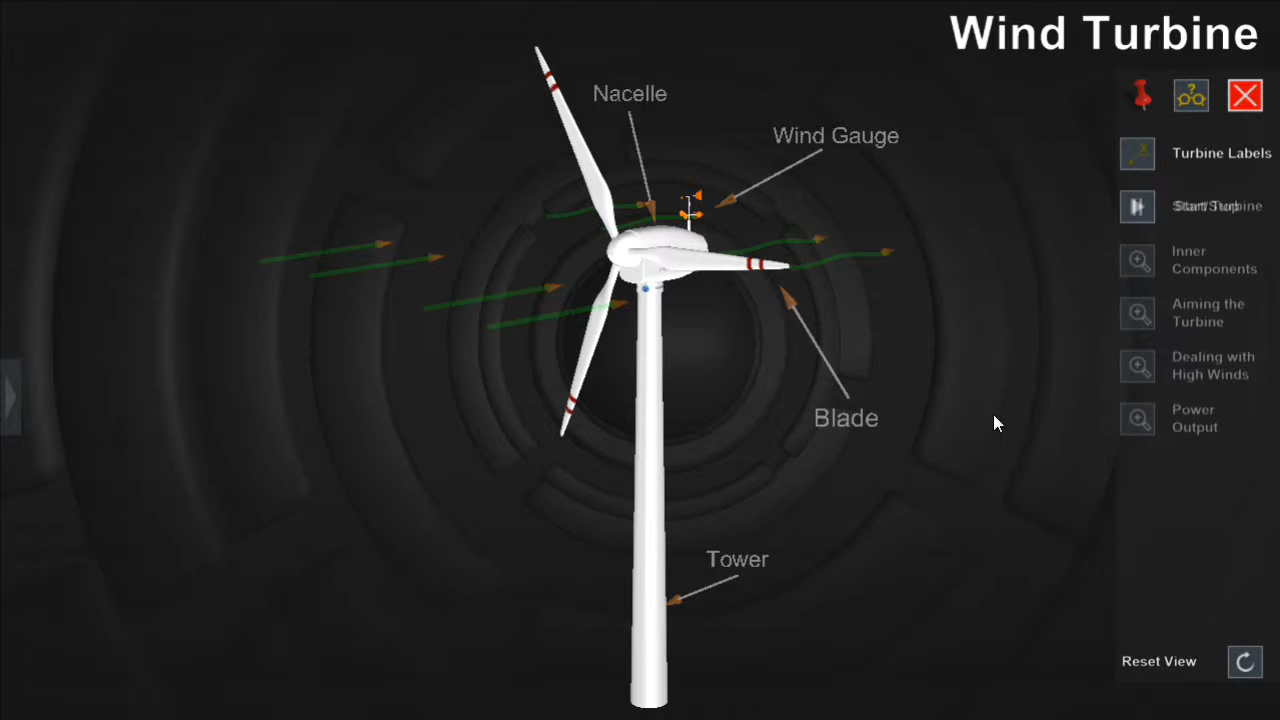 Wind Turbine
Nacelle
Wind Gauge
Blade
Tower
?
Turbine Labels
Turbine
Inner
Components
Aiming the
Turbine
Dealing with
High Winds
Power
Output
Reset View